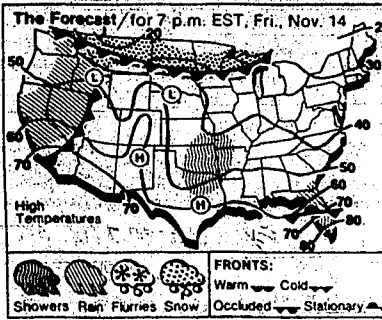 The Forecast/for 7 p.m. EST, Fri., Nov. 14
20
50
L
L
30
60
70
H
H
40
50
60
70
80
70
80
70
High
Temperatures
Showers Rain Flurries Snow
FRONTS:
Warm Cold
Occluded Stationary